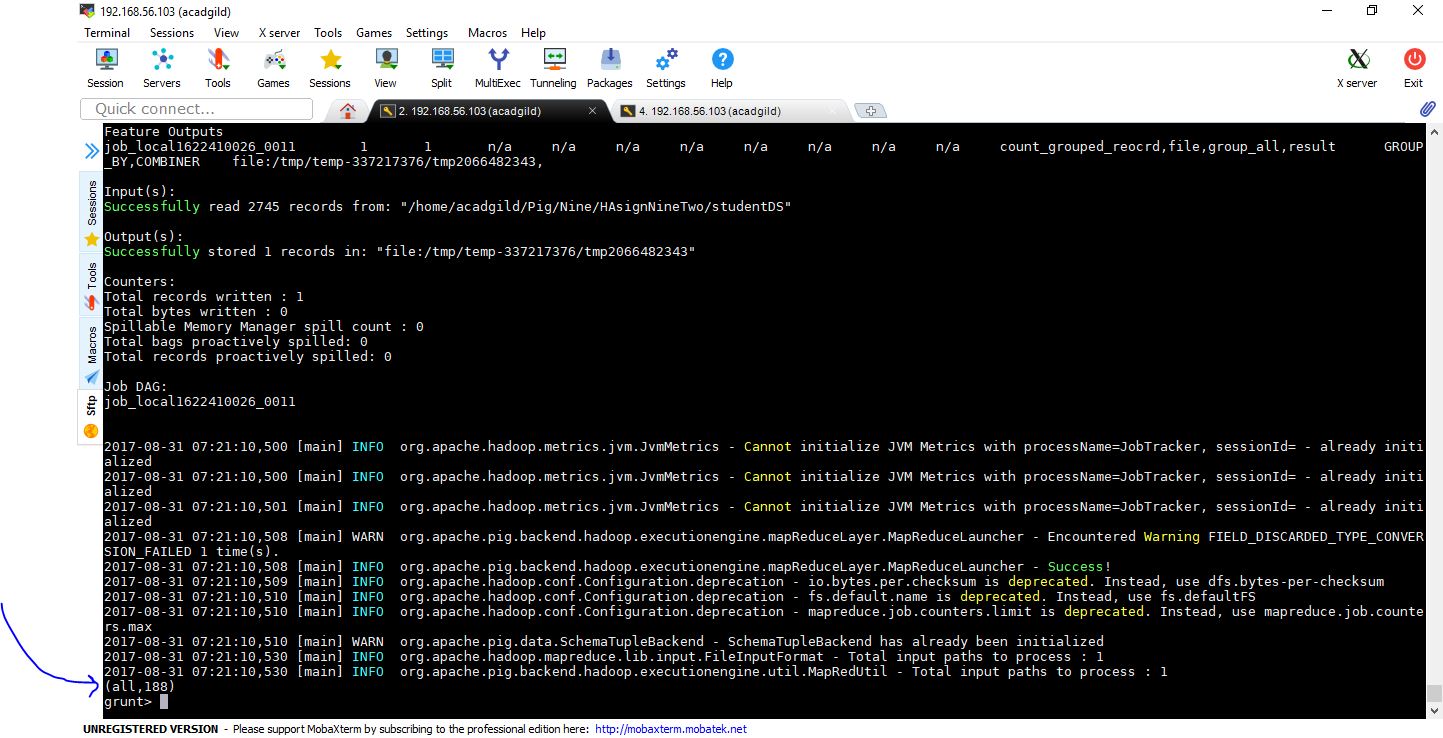 192.168.56.103 (acadgild)
Terminal Sessions View X server Tools Games Settings Macros Help
Session Servers Tools Games Sessions View Split MultiExec Tunneling Packages Settings Help X server Exit
Quick connect...
2. 192.168.56.103 (acadgild)
4. 192.168.56.103 (acadgild)
Sessions
Tools
Macros
Sftp
Feature Outputs
job_local1622410026_0011 1 1 n/a n/a n/a n/a n/a n/a n/a n/a count_grouped_reocrd,file,group_all,result GROUP
_BY,COMBINER file:/tmp/temp-337217376/tmp2066482343,
Input(s):
Successfully read 2745 records from: "/home/acadgild/Pig/Nine/HAsignNineTwo/studentDS"
Output(s):
Successfully stored 1 records in: "file:/tmp/temp-337217376/tmp2066482343"
Counters:
Total records written : 1
Total bytes written : 0
Spillable Memory Manager spill count : 0
Total bags proactively spilled: 0
Total records proactively spilled: 0
Job DAG:
job_local1622410026_0011
2017-08-31 07:21:10,500 [main] INFO org.apache.hadoop.metrics.jvm.JvmMetrics - Cannot initialize JVM Metrics with processName=JobTracker, sessionId= - already initi
alized
2017-08-31 07:21:10,500 [main] INFO org.apache.hadoop.metrics.jvm.JvmMetrics - Cannot initialize JVM Metrics with processName=JobTracker, sessionId= - already initi
alized
2017-08-31 07:21:10,501 [main] INFO org.apache.hadoop.metrics.jvm.JvmMetrics - Cannot initialize JVM Metrics with processName=JobTracker, sessionId= - already initi
alized
2017-08-31 07:21:10,508 [main] WARN org.apache.pig.backend.hadoop.executionengine.mapReduceLayer.MapReduceLauncher - Encountered Warning FIELD_DISCARDED_TYPE_CONVER
SION_FAILED 1 time(s).
2017-08-31 07:21:10,508 [main] INFO org.apache.pig.backend.hadoop.executionengine.mapReduceLayer.MapReduceLauncher - Success!
2017-08-31 07:21:10,509 [main] INFO org.apache.hadoop.conf.Configuration.deprecation - io.bytes.per.checksum is deprecated. Instead, use dfs.bytes-per-checksum
2017-08-31 07:21:10,510 [main] INFO org.apache.hadoop.conf.Configuration.deprecation - fs.default.name is deprecated. Instead, use fs.defaultFS
2017-08-31 07:21:10,510 [main] INFO org.apache.hadoop.conf.Configuration.deprecation - mapreduce.job.counters.limit is deprecated. Instead, use mapreduce.job.counte
rs.max
2017-08-31 07:21:10,510 [main] WARN org.apache.pig.data.SchemaTupleBackend - SchemaTupleBackend has already been initialized
2017-08-31 07:21:10,530 [main] INFO org.apache.hadoop.mapreduce.lib.input.FileInputFormat - Total input paths to process : 1
2017-08-31 07:21:10,530 [main] INFO org.apache.pig.backend.hadoop.executionengine.util.MapRedUtil - Total input paths to process : 1
(all,188)
grunt>
UNREGISTERED VERSION - Please support MobaXterm by subscribing to the professional edition here: http://mobaxterm.mobatek.net